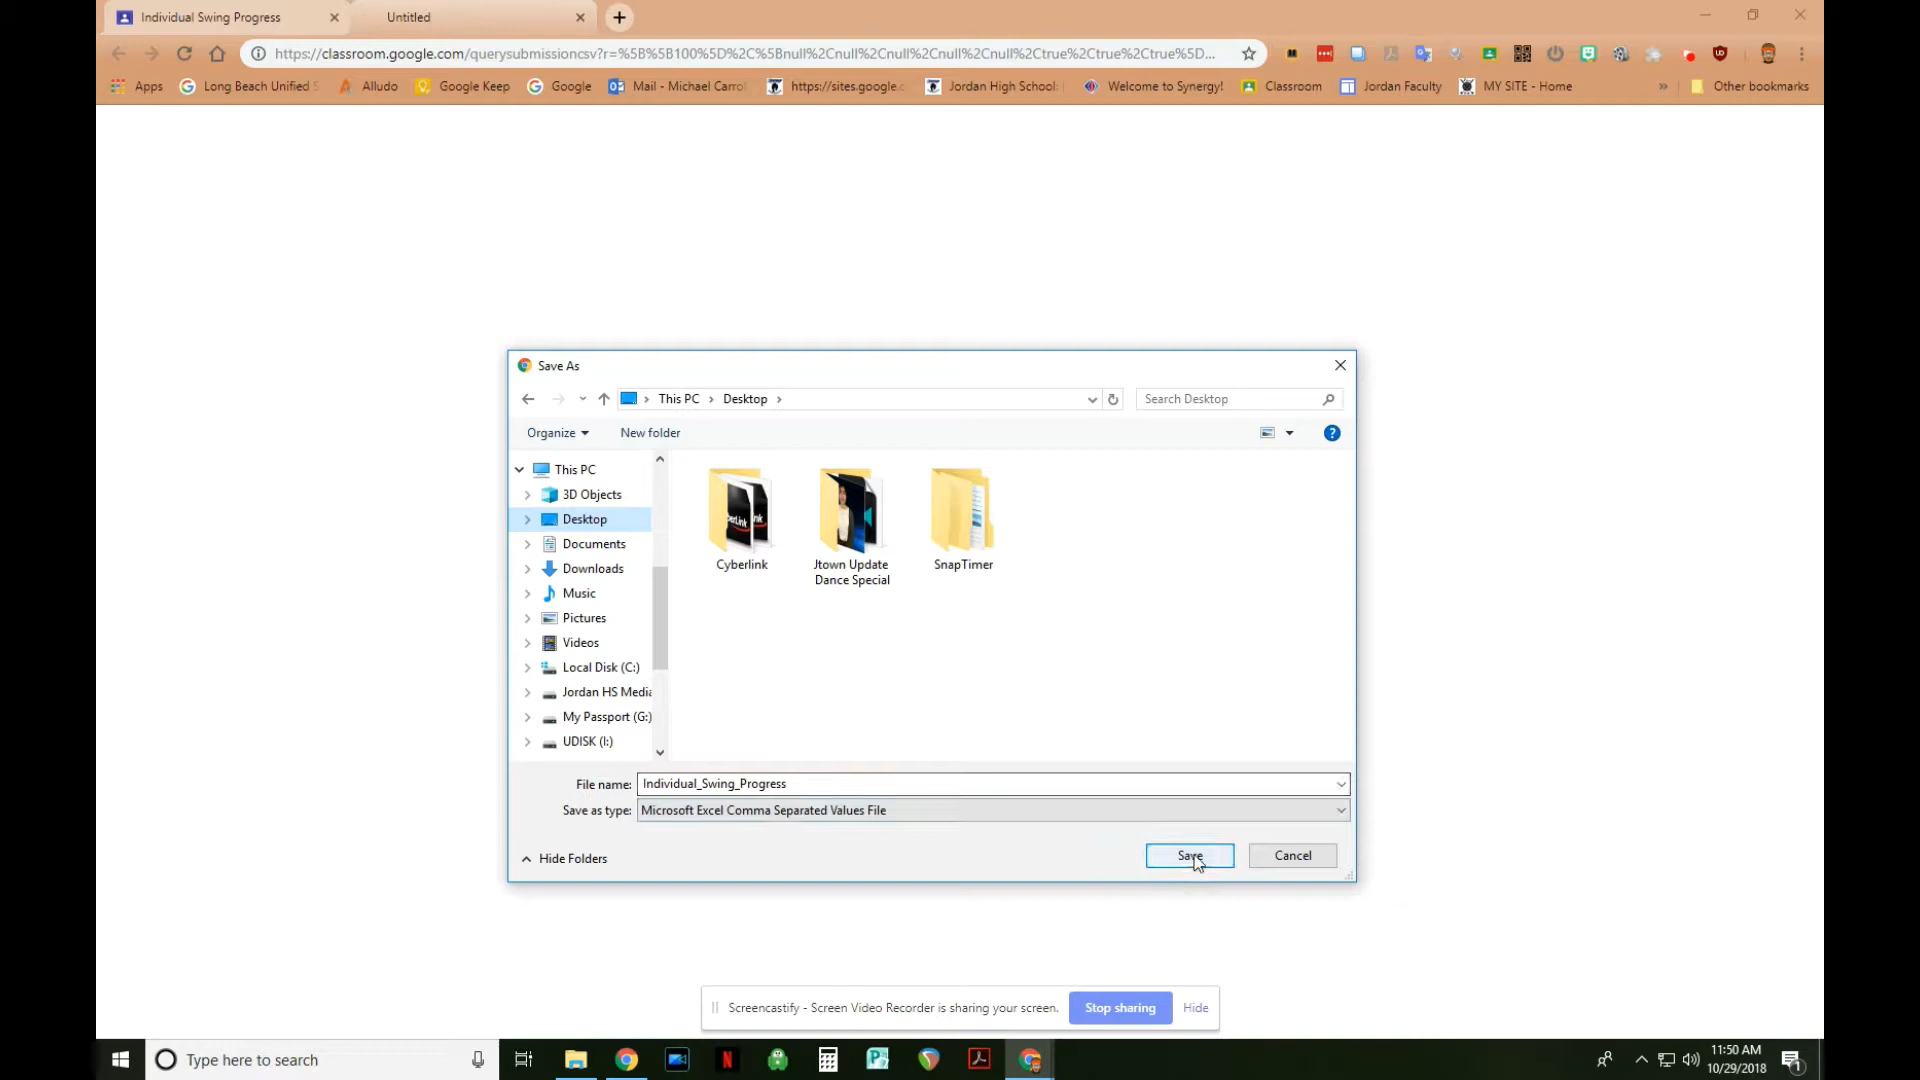 Individual Swing Progress
Untitled
https://classroom.google.com/querysubmissioncsv?r=%5B%5B100%5D%2C%5Bnull%2Cnull%2Cnull%2Cnull%2Cnull%2Ctrue%2Ctrue%2Ctrue%5D...
Apps
Long Beach Unified S
Alludo
Google Keep
Google
Mail - Michael Carrol
https://sites.google.c
Jordan High School:
Welcome to Synergy!
Classroom
Jordan Faculty
MY SITE - Home
»
Other bookmarks
Save As
This PC > Desktop >
Search Desktop
Organize
New folder
This PC
3D Objects
Desktop
Documents
Downloads
Music
Pictures
Videos
Local Disk (C:)
Jordan HS Media
My Passport (G:)
UDISK (I:)
Cyberlink
Jtown Update
Dance Special
SnapTimer
File name: Individual_Swing_Progress
Save as type: Microsoft Excel Comma Separated Values File
Hide Folders
Save
Cancel
Screencastify - Screen Video Recorder is sharing your screen.
Stop sharing
Hide
Type here to search
11:50 AM
10/29/2018
1